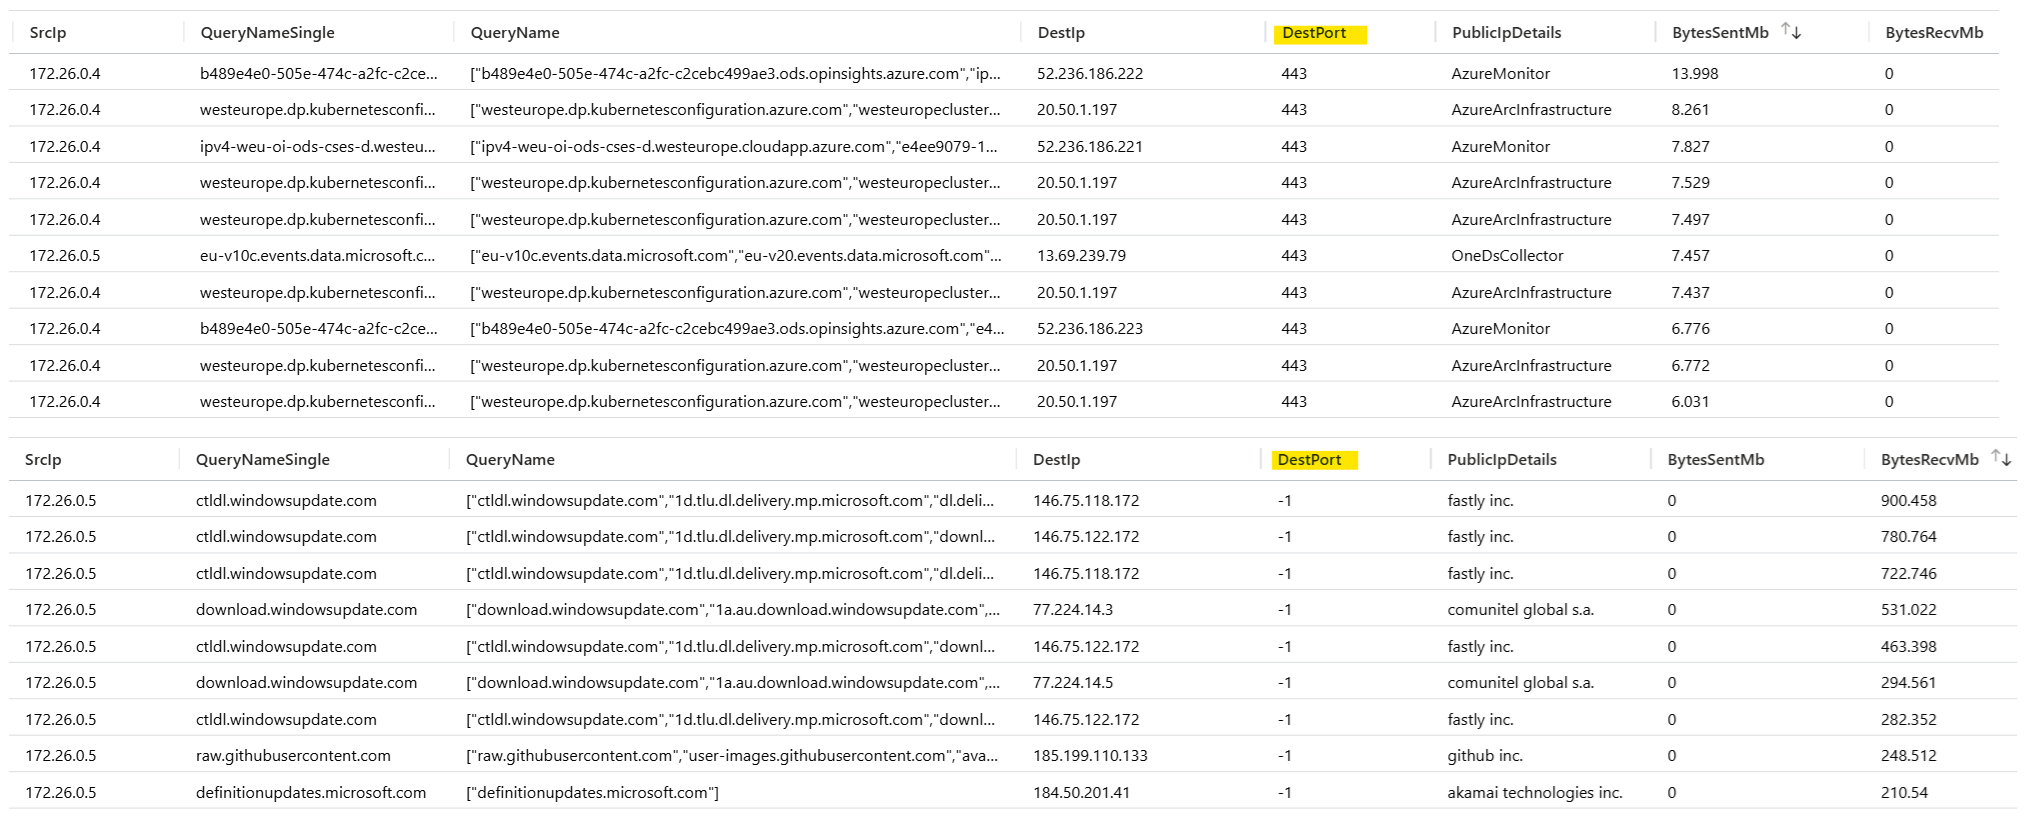 SrcIp QueryNameSingle QueryName DestIp DestPort PublicIpDetails BytesSentMb BytesRecvMb
172.26.0.4 b489e4e0-505e-474c-a2fc-c2ce... ["b489e4e0-505e-474c-a2fc-c2cebc499ae3.ods.opinsights.azure.com","ip... 52.236.186.222 443 AzureMonitor 13.998 0
172.26.0.4 westeurope.dp.kubernetesconfi... ["westeurope.dp.kubernetesconfiguration.azure.com","westeuropecluster... 20.50.1.197 443 AzureArcInfrastructure 8.261 0
172.26.0.4 ipv4-weu-oi-ods-cses-d.westeu... ["ipv4-weu-oi-ods-cses-d.westeurope.cloudapp.azure.com","e4ee9079-1... 52.236.186.221 443 AzureMonitor 7.827 0
172.26.0.4 westeurope.dp.kubernetesconfi... ["westeurope.dp.kubernetesconfiguration.azure.com","westeuropecluster... 20.50.1.197 443 AzureArcInfrastructure 7.529 0
172.26.0.4 westeurope.dp.kubernetesconfi... ["westeurope.dp.kubernetesconfiguration.azure.com","westeuropecluster... 20.50.1.197 443 AzureArcInfrastructure 7.497 0
172.26.0.5 eu-v10c.events.data.microsoft.c... ["eu-v10c.events.data.microsoft.com","eu-v20.events.data.microsoft.com"... 13.69.239.79 443 OneDsCollector 7.457 0
172.26.0.4 westeurope.dp.kubernetesconfi... ["westeurope.dp.kubernetesconfiguration.azure.com","westeuropecluster... 20.50.1.197 443 AzureArcInfrastructure 7.437 0
172.26.0.4 b489e4e0-505e-474c-a2fc-c2ce... ["b489e4e0-505e-474c-a2fc-c2cebc499ae3.ods.opinsights.azure.com","e4... 52.236.186.223 443 AzureMonitor 6.776 0
172.26.0.4 westeurope.dp.kubernetesconfi... ["westeurope.dp.kubernetesconfiguration.azure.com","westeuropecluster... 20.50.1.197 443 AzureArcInfrastructure 6.772 0
172.26.0.4 westeurope.dp.kubernetesconfi... ["westeurope.dp.kubernetesconfiguration.azure.com","westeuropecluster... 20.50.1.197 443 AzureArcInfrastructure 6.031 0
SrcIp QueryNameSingle QueryName DestIp DestPort PublicIpDetails BytesSentMb BytesRecvMb
172.26.0.5 ctldl.windowsupdate.com ["ctldl.windowsupdate.com","1d.tlu.dl.delivery.mp.microsoft.com","dl.deli... 146.75.118.172 -1 fastly inc. 0 900.458
172.26.0.5 ctldl.windowsupdate.com ["ctldl.windowsupdate.com","1d.tlu.dl.delivery.mp.microsoft.com","downl... 146.75.122.172 -1 fastly inc. 0 780.764
172.26.0.5 ctldl.windowsupdate.com ["ctldl.windowsupdate.com","1d.tlu.dl.delivery.mp.microsoft.com","dl.deli... 146.75.118.172 -1 fastly inc. 0 722.746
172.26.0.5 download.windowsupdate.com ["download.windowsupdate.com","1a.au.download.windowsupdate.com",... 77.224.14.3 -1 comunitel global s.a. 0 531.022
172.26.0.5 ctldl.windowsupdate.com ["ctldl.windowsupdate.com","1d.tlu.dl.delivery.mp.microsoft.com","downl... 146.75.122.172 -1 fastly inc. 0 463.398
172.26.0.5 download.windowsupdate.com ["download.windowsupdate.com","1a.au.download.windowsupdate.com",... 77.224.14.5 -1 comunitel global s.a. 0 294.561
172.26.0.5 ctldl.windowsupdate.com ["ctldl.windowsupdate.com","1d.tlu.dl.delivery.mp.microsoft.com","downl... 146.75.122.172 -1 fastly inc. 0 282.352
172.26.0.5 raw.githubusercontent.com ["raw.githubusercontent.com","user-images.githubusercontent.com","ava... 185.199.110.133 -1 github inc. 0 248.512
172.26.0.5 definitionupdates.microsoft.com ["definitionupdates.microsoft.com"] 184.50.201.41 -1 akamai technologies inc. 0 210.54